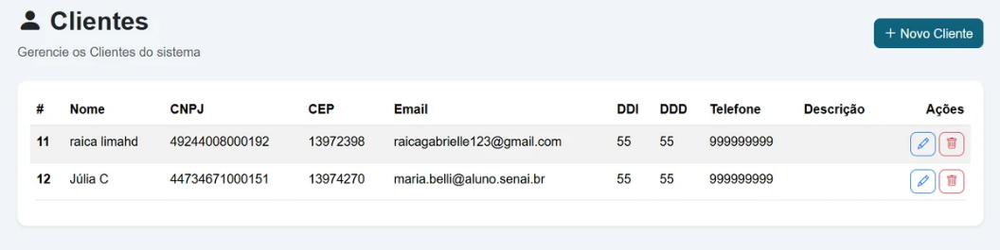 Clientes
Gerencie os Clientes do sistema
+ Novo Cliente
# Nome CNPJ CEP Email DDI DDD Telefone Descrição Ações
11 raica limahd 49244008000192 13972398 raicagabrielle123@gmail.com 55 55 999999999
12 Júlia C 44734671000151 13974270 maria.belli@aluno.senai.br 55 55 999999999